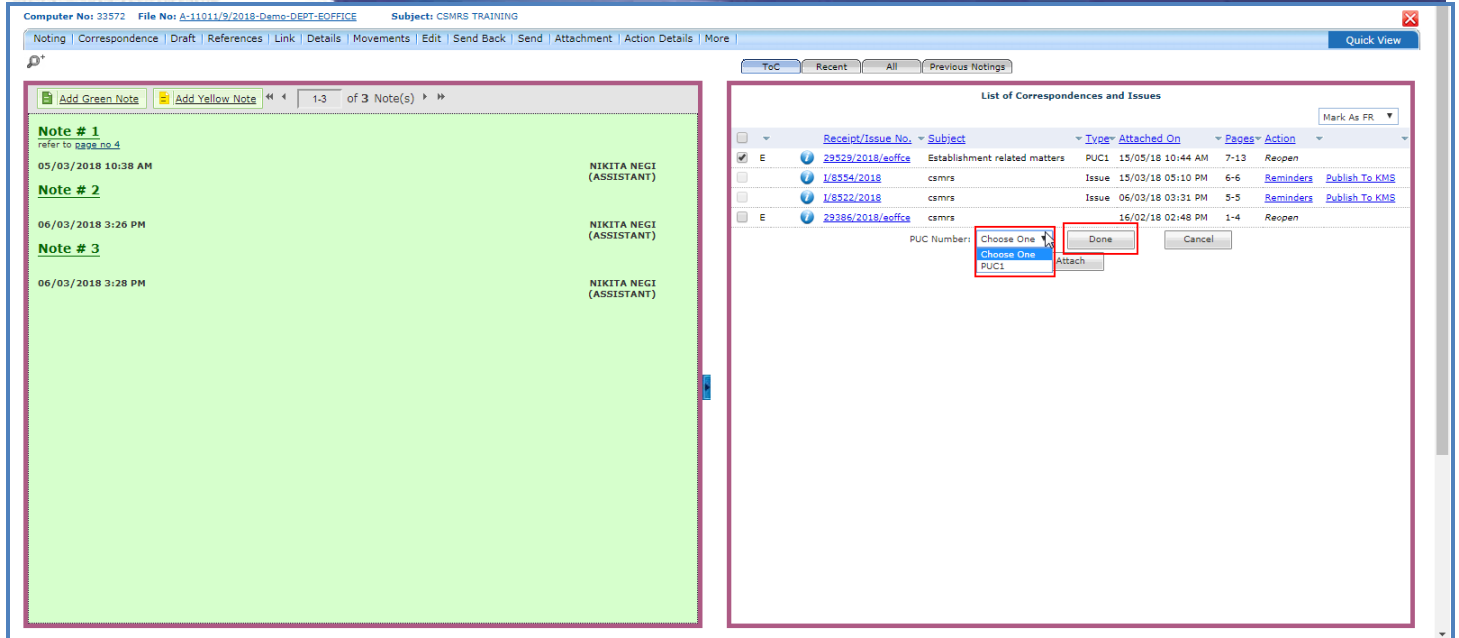 Computer No: 33572 File No: A-11011/9/2018-Demo-DEPT-EOFFICE Subject: CSMRS TRAINING
Noting | Correspondence | Draft | References | Link | Details | Movements | Edit | Send Back | Send | Attachment | Action Details | More |
Quick View
ToC Recent All Previous Notings
Add Green Note Add Yellow Note 1-3 of 3 Note(s)
Note # 1
refer to page no 4
05/03/2018 10:38 AM NIKITA NEGI
(ASSISTANT)
Note # 2
06/03/2018 3:26 PM NIKITA NEGI
(ASSISTANT)
Note # 3
06/03/2018 3:28 PM NIKITA NEGI
(ASSISTANT)
List of Correspondences and Issues
Mark As FR
Receipt/Issue No. Subject Type Attached On Pages Action
E 29529/2018/eoffce Establishment related matters PUC1 15/05/18 10:44 AM 7-13 Reopen
I/8554/2018 csmrs Issue 15/03/18 05:10 PM 6-6 Reminders Publish To KMS
I/8522/2018 csmrs Issue 06/03/18 03:31 PM 5-5 Reminders Publish To KMS
E 29386/2018/eoffce csmrs 16/02/18 02:48 PM 1-4 Reopen
PUC Number: Choose One Done Cancel
Choose One
PUC1
Attach